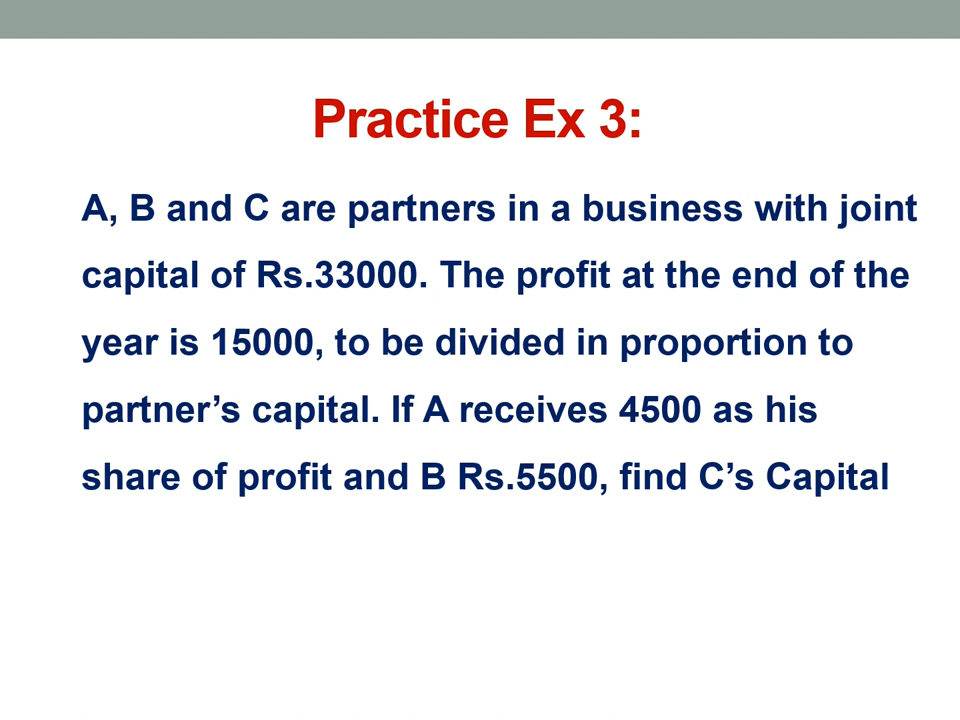 Practice Ex 3:
A, B and C are partners in a business with joint
capital of Rs.33000. The profit at the end of the
year is 15000, to be divided in proportion to
partner’s capital. If A receives 4500 as his
share of profit and B Rs.5500, find C’s Capital